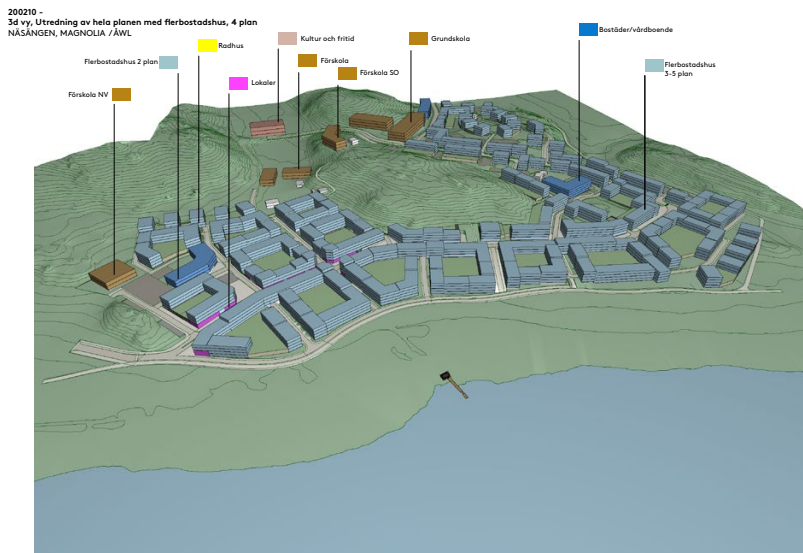 200210 -
3d vy, Utredning av hela planen med flerbostadshus, 4 plan
NÄSÄNGEN, MAGNOLIA / ÅWL
Radhus
Kultur och fritid
Grundskola
Bostäder/vårdboende
Flerbostadshus 2 plan
Förskola
Förskola SO
Flerbostadshus
3-5 plan
Lokaler
Förskola NV